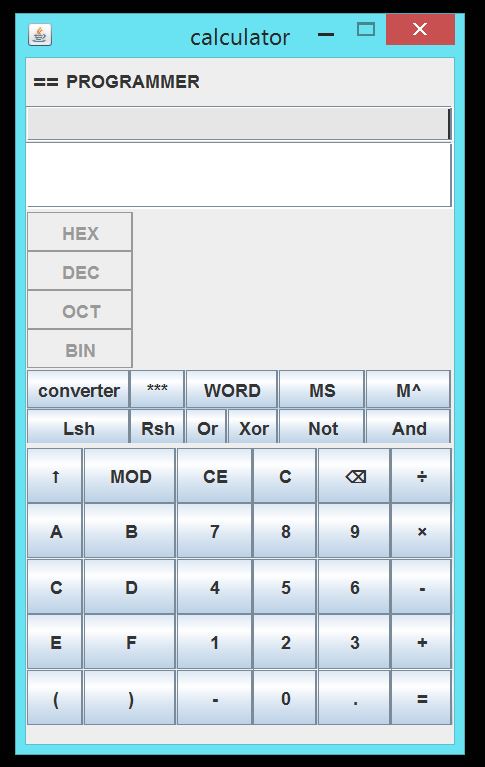 calculator
== PROGRAMMER
HEX
DEC
OCT
BIN
converter *** WORD MS M^
Lsh Rsh Or Xor Not And
↑ MOD CE C ⌫ ÷
A B 7 8 9 ×
C D 4 5 6 -
E F 1 2 3 +
( ) - 0 . =